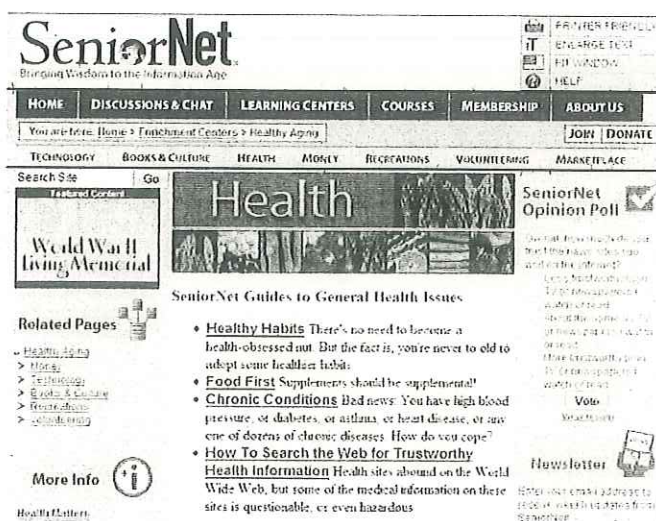 SeniorNet
Bringing Wisdom to the Information Age
PRINTER FRIENDLY
ENLARGE TEXT
FIT WINDOW
HELP
HOME DISCUSSIONS & CHAT LEARNING CENTERS COURSES MEMBERSHIP ABOUT US
You are here: Home > Enrichment Centers > Healthy Aging
JOIN DONATE
TECHNOLOGY BOOKS & CULTURE HEALTH MONEY RECREATIONS VOLUNTEERING MARKETPLACE
Search Site Go
Featured Content
World War II
Living Memorial
Related Pages
Healthy Aging
> Money
> Technology
> Books & Culture
> Recreations
> Volunteering
More Info
Health Matters
Health
SeniorNet Guides to General Health Issues
• Healthy Habits There's no need to become a
health-obsessed nut. But the fact is, you're never to old to
adopt some healthier habits
• Food First Supplements should be supplemental!
• Chronic Conditions Bad news: You have high blood
pressure, or diabetes, or asthma, or heart disease, or any
one of dozens of chronic diseases. How do you cope?
• How To Search the Web for Trustworthy
Health Information Health sites abound on the World
Wide Web, but some of the medical information on these
sites is questionable, or even hazardous
SeniorNet
Opinion Poll
Vote
Newsletter
Enter your email address to